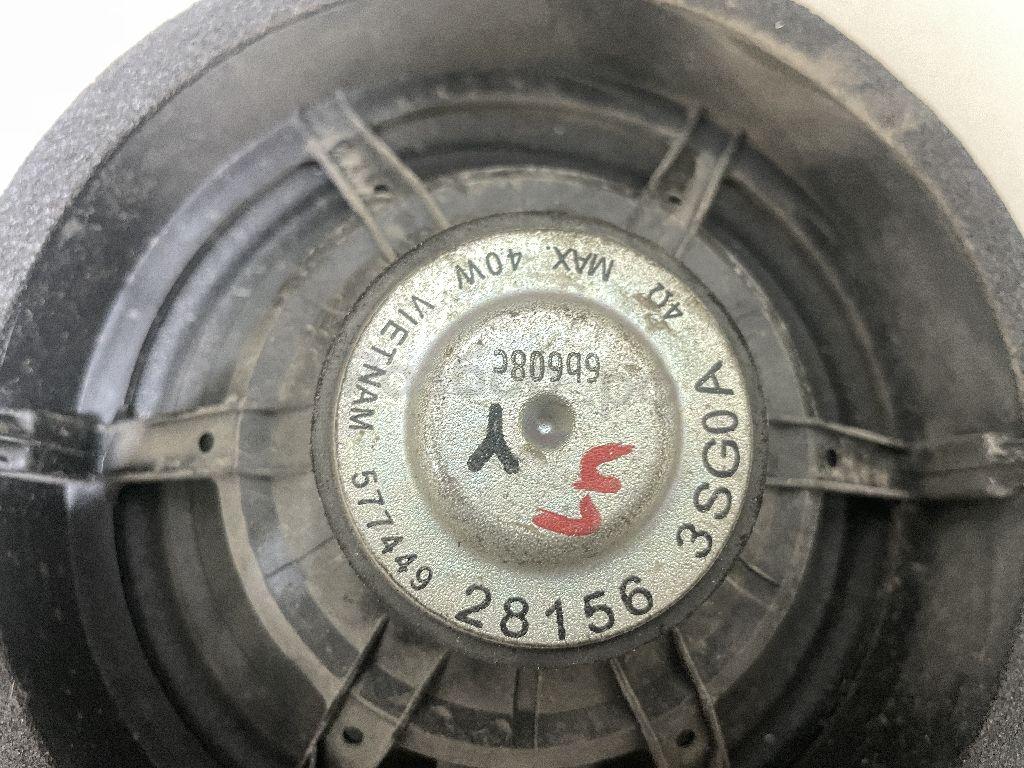 28156 3SG0A
4Ω MAX. 40W VIETNAM 577449
6b608c
Y